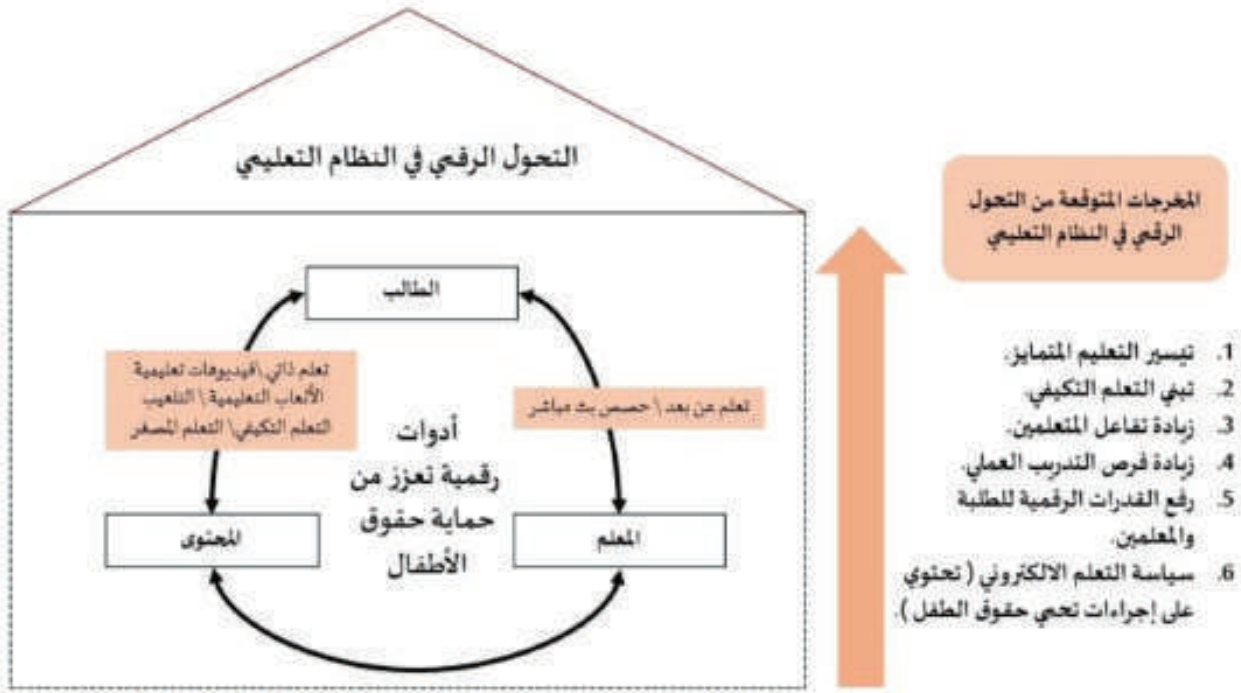 التحول الرقمي في النظام التعليمي
المخرجات المتوقعة من التحول
الرقمي في النظام التعليمي
الطالب
تعلم ذاتي\فيديوهات تعليمية
الألعاب التعليمية\ التلعيب
التعلم التكيفي\ التعلم المصغر
تعلم عن بعد \ حصص بث مباشر
أدوات
رقمية تعزز من
حماية حقوق
الأطفال
المحتوى
المعلم
1. تيسير التعليم المتمايز.
2. تبني التعلم التكيفي.
3. زيادة تفاعل المتعلمين.
4. زيادة فرص التدريب العملي.
5. رفع القدرات الرقمية للطلبة
والمعلمين.
6. سياسة التعلم الالكتروني ( تحتوي
على إجراءات تحمي حقوق الطفل ).